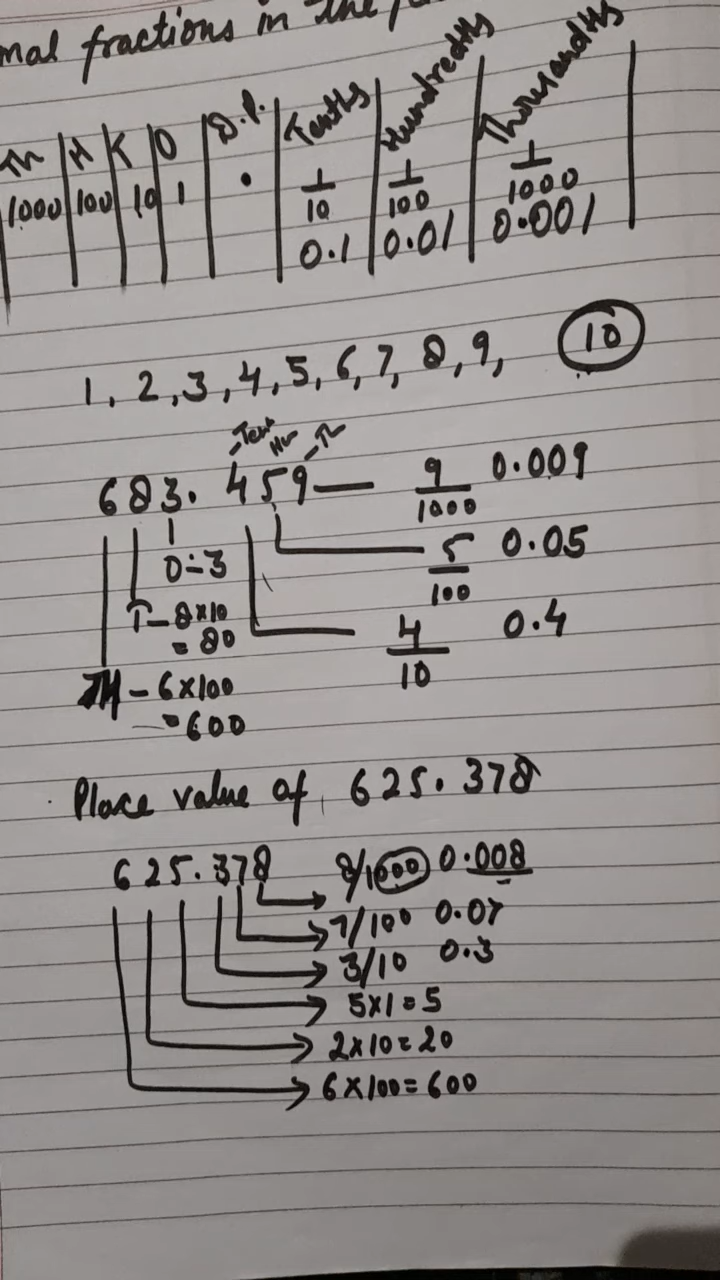 mal fractions in the
Th H T O D.P. Tenths Hundredths Thousandths
1000 100 10 1 . 1/10 1/100 1/1000
0.1 0.01 0.001
1, 2, 3, 4, 5, 6, 7, 8, 9, 10
Tent Hu Th
683.459 — 9/1000 0.009
5/100 0.05
O - 3
T - 8x10 4/10 0.4
= 80
H - 6x100
= 600
Place value of 625.378
625.378 8/1000 0.008
7/100 0.07
3/10 0.3
5x1=5
2x10=20
6x100=600